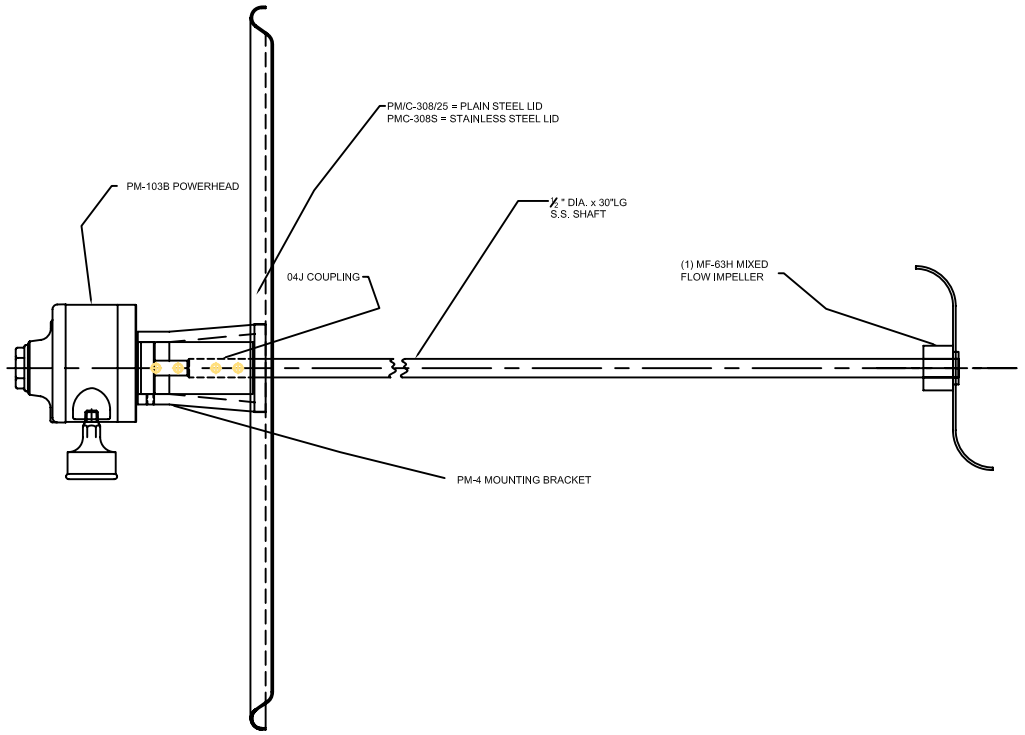 PM/C-308/25 = PLAIN STEEL LID
PMC-308S = STAINLESS STEEL LID
PM-103B POWERHEAD
½ " DIA. x 30"LG
S.S. SHAFT
(1) MF-63H MIXED
FLOW IMPELLER
04J COUPLING
PM-4 MOUNTING BRACKET